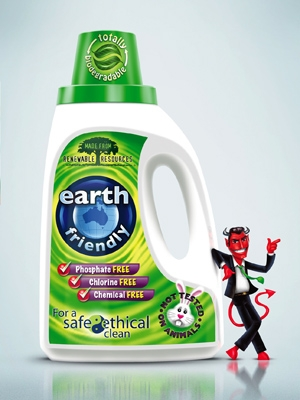 totally
biodegradable
MADE FROM
RENEWABLE RESOURCES
earth
friendly
Phosphate FREE
Chlorine FREE
Chemical FREE
For a
safe & ethical
clean
NOT TESTED
ON ANIMALS